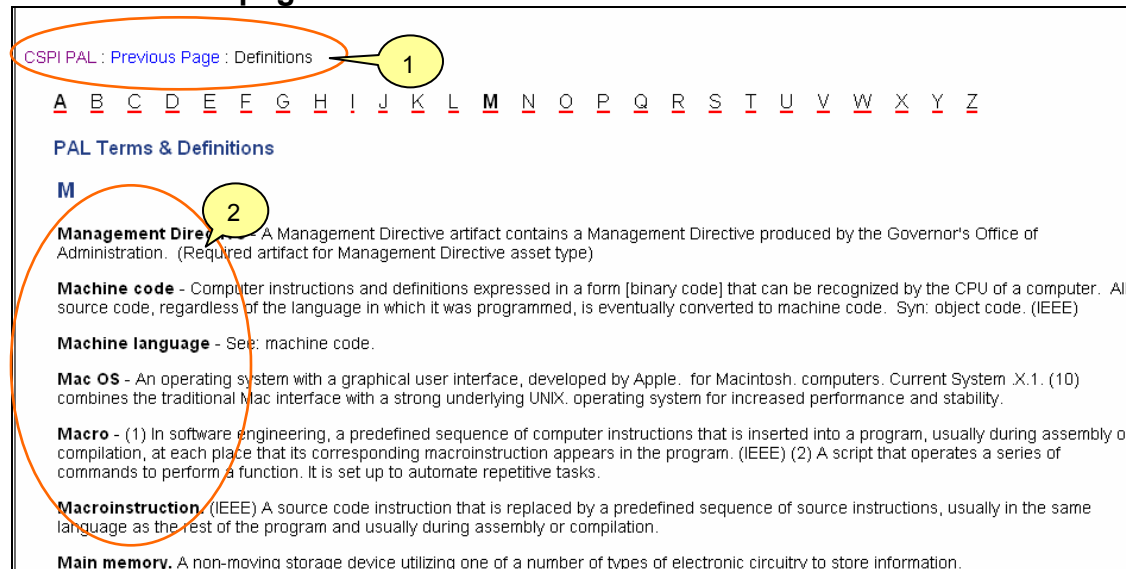 pag
CSPI PAL : Previous Page : Definitions
1
A B C D E F G H I J K L M N O P Q R S T U V W X Y Z
PAL Terms & Definitions
M
2
Management - A Management Directive artifact contains a Management Directive produced by the Governor's Office of
Administration. (Required artifact for Management Directive asset type)
Machine code - Computer instructions and definitions expressed in a form [binary code] that can be recognized by the CPU of a computer. All
source code, regardless of the language in which it was programmed, is eventually converted to machine code. Syn: object code. (IEEE)
Machine language - See: machine code.
Mac OS - An operating system with a graphical user interface, developed by Apple. for Macintosh. computers. Current System .X.1. (10)
combines the traditional Mac interface with a strong underlying UNIX. operating system for increased performance and stability.
Macro - (1) In software engineering, a predefined sequence of computer instructions that is inserted into a program, usually during assembly o
compilation, at each place that its corresponding macroinstruction appears in the program. (IEEE) (2) A script that operates a series of
commands to perform a function. It is set up to automate repetitive tasks.
Macroinstruction. (IEEE) A source code instruction that is replaced by a predefined sequence of source instructions, usually in the same
language as the rest of the program and usually during assembly or compilation.
Main memory. A non-moving storage device utilizing one of a number of types of electronic circuitry to store information.